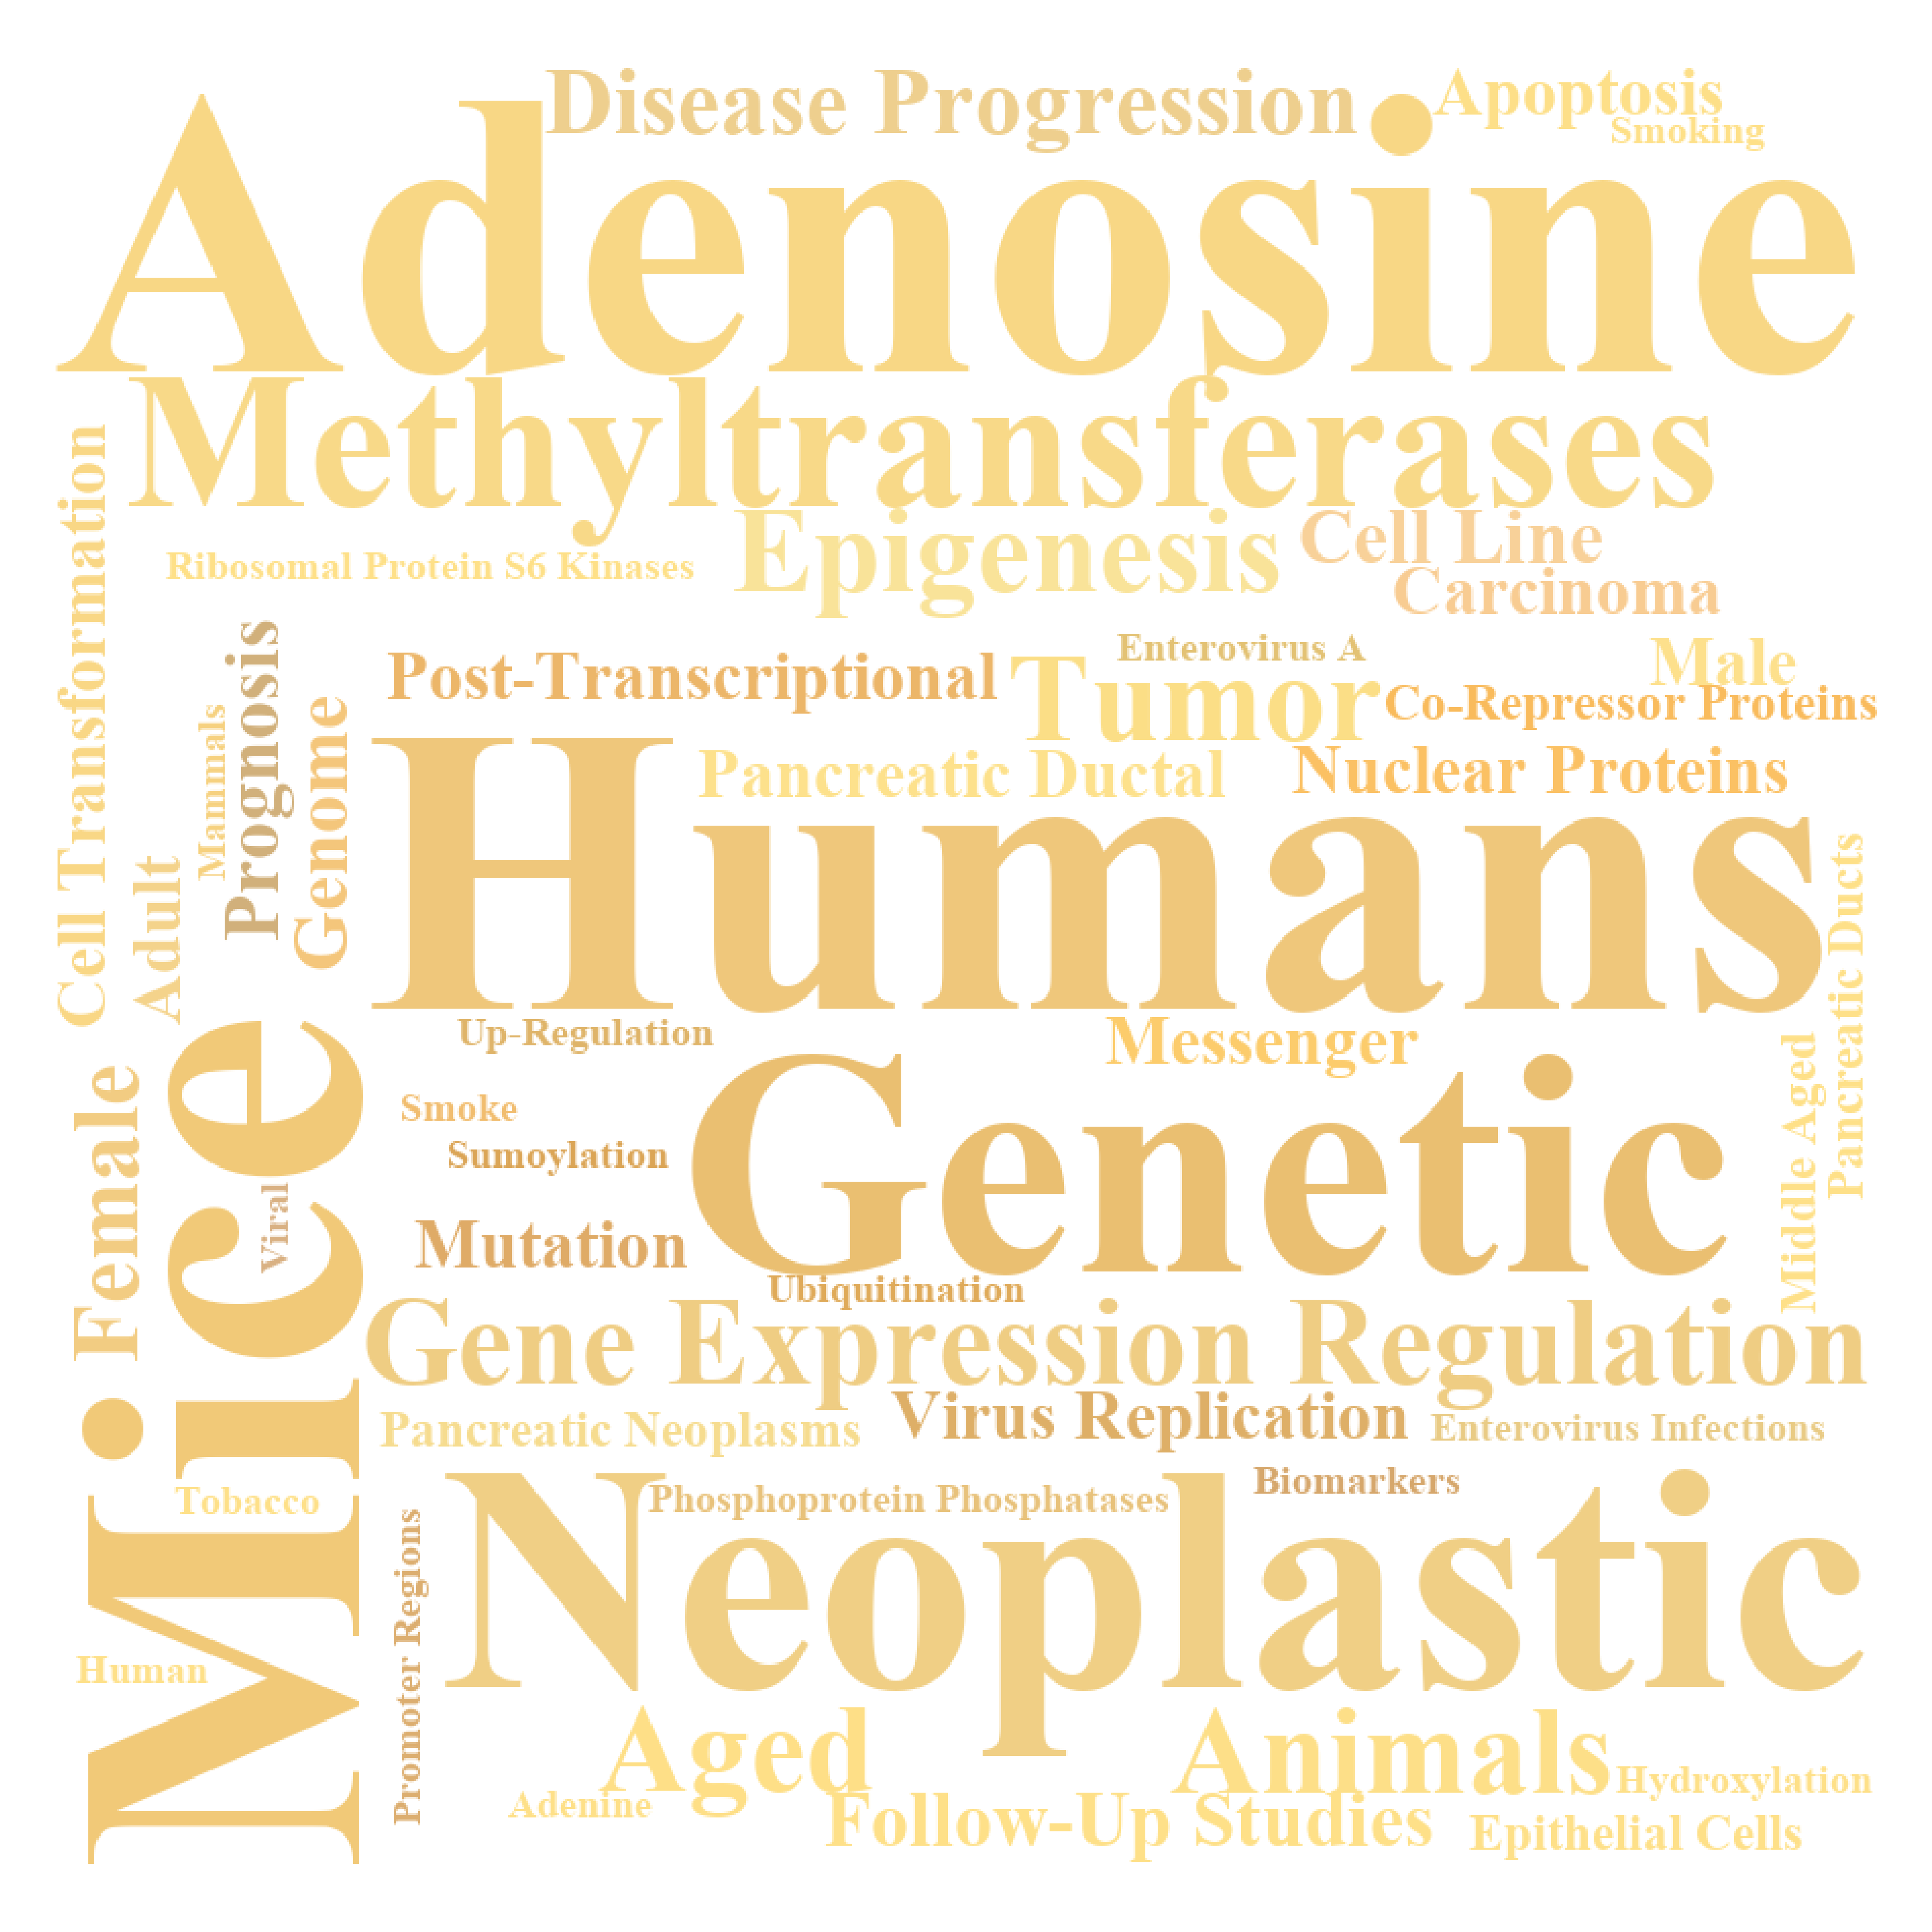 Disease Progression
Apoptosis
Smoking
Adenosine
Methyltransferases
Epigenesis
Cell Line
Carcinoma
Ribosomal Protein S6 Kinases
Cell Transformation
Prognosis
Mammals
Genome
Adult
Post-Transcriptional
Enterovirus A
Tumor
Male
Co-Repressor Proteins
Pancreatic Ductal
Nuclear Proteins
Humans
Pancreatic Ducts
Up-Regulation
Messenger
Middle Aged
Female
Mice
Viral
Smoke
Sumoylation
Genetic
Mutation
Ubiquitination
Gene Expression Regulation
Virus Replication
Pancreatic Neoplasms
Enterovirus Infections
Tobacco
Phosphoprotein Phosphatases
Biomarkers
Promoter Regions
Neoplastic
Human
Aged
Animals
Adenine
Follow-Up Studies
Hydroxylation
Epithelial Cells